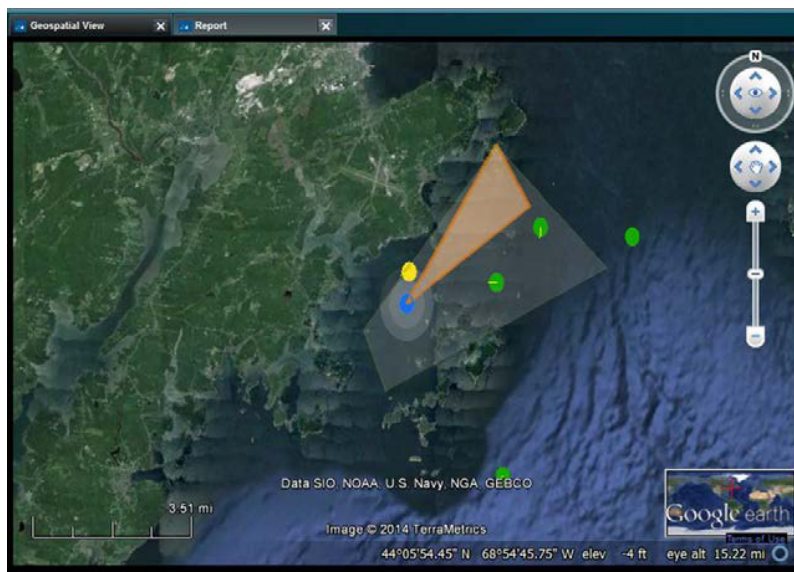 Geospatial View
Report
N
Data SIO, NOAA, U.S. Navy, NGA, GEBCO
3.51 mi
Google earth
Image © 2014 TerraMetrics
Terms of Use
44°05'54.45" N 68°54'45.75" W elev -4 ft eye alt 15.22 mi